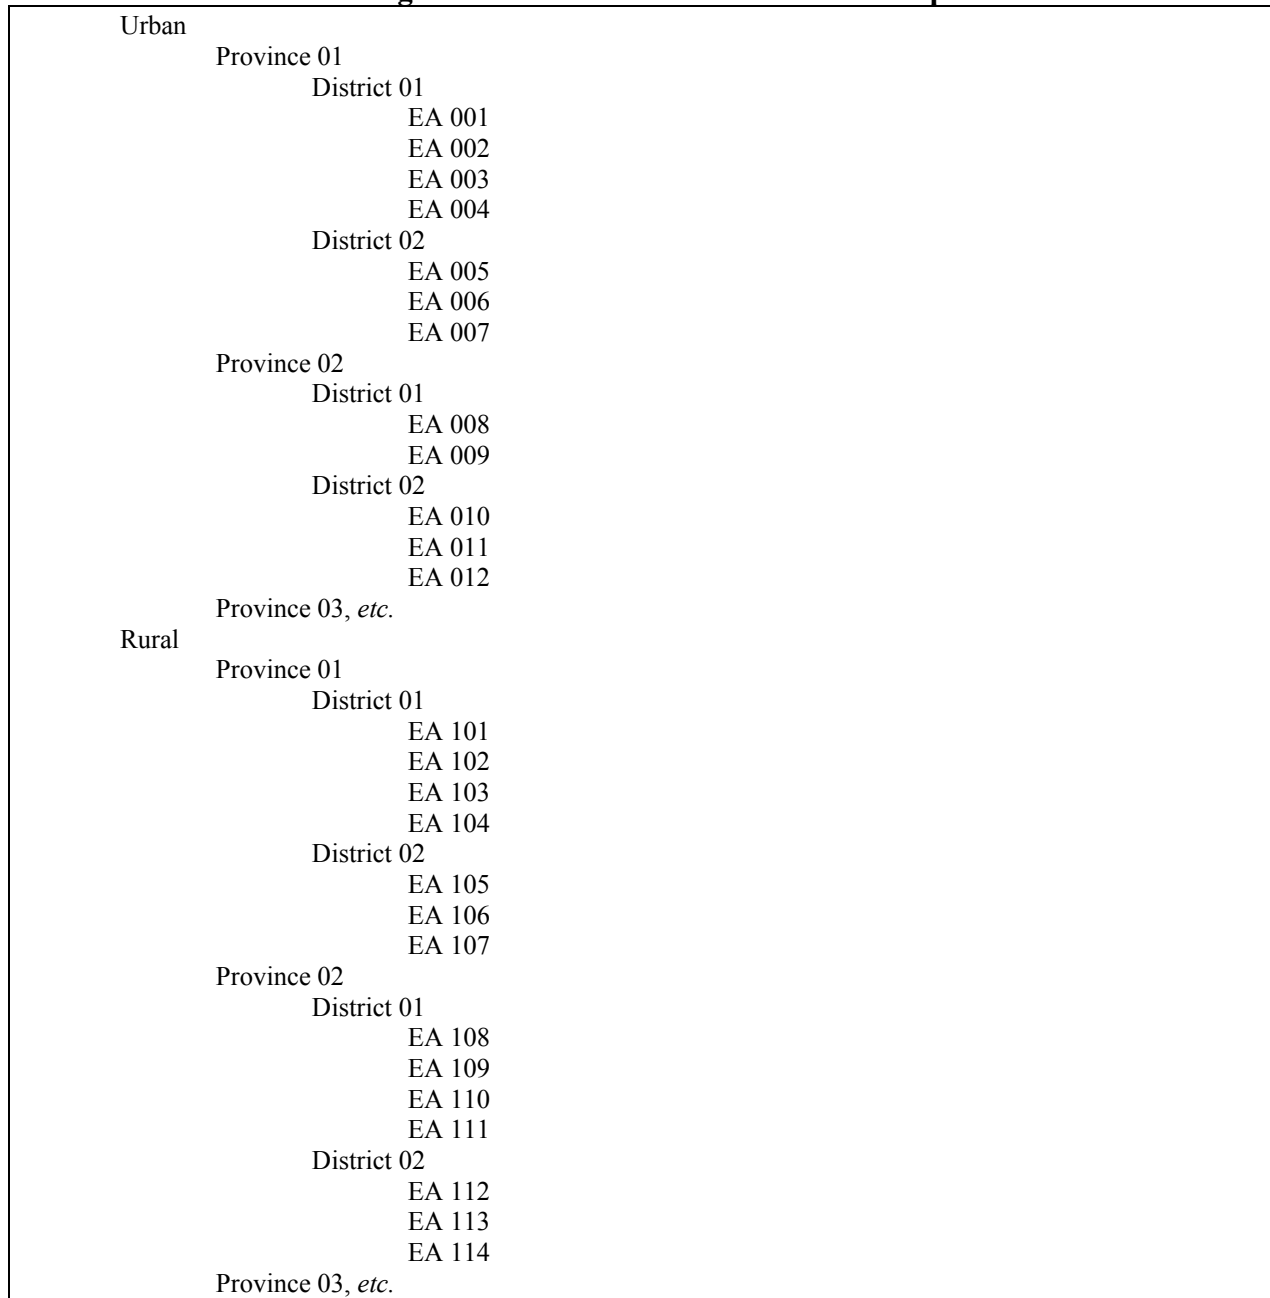 Urban
Province 01
District 01
EA 001
EA 002
EA 003
EA 004
District 02
EA 005
EA 006
EA 007
Province 02
District 01
EA 008
EA 009
District 02
EA 010
EA 011
EA 012
Province 03, etc.
Rural
Province 01
District 01
EA 101
EA 102
EA 103
EA 104
District 02
EA 105
EA 106
EA 107
Province 02
District 01
EA 108
EA 109
EA 110
EA 111
District 02
EA 112
EA 113
EA 114
Province 03, etc.